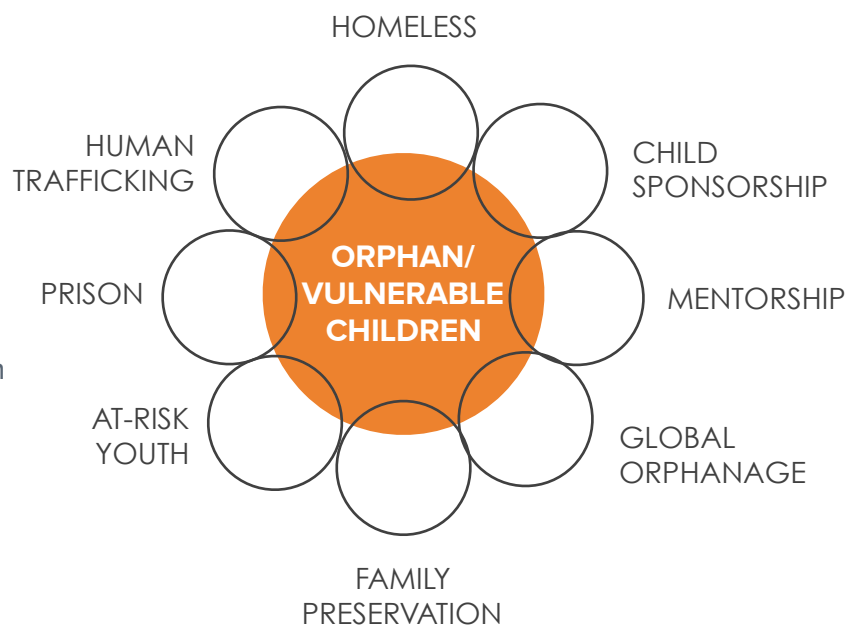 HOMELESS
HUMAN
TRAFFICKING
CHILD
SPONSORSHIP
ORPHAN/
VULNERABLE
CHILDREN
PRISON
MENTORSHIP
AT-RISK
YOUTH
GLOBAL
ORPHANAGE
FAMILY
PRESERVATION